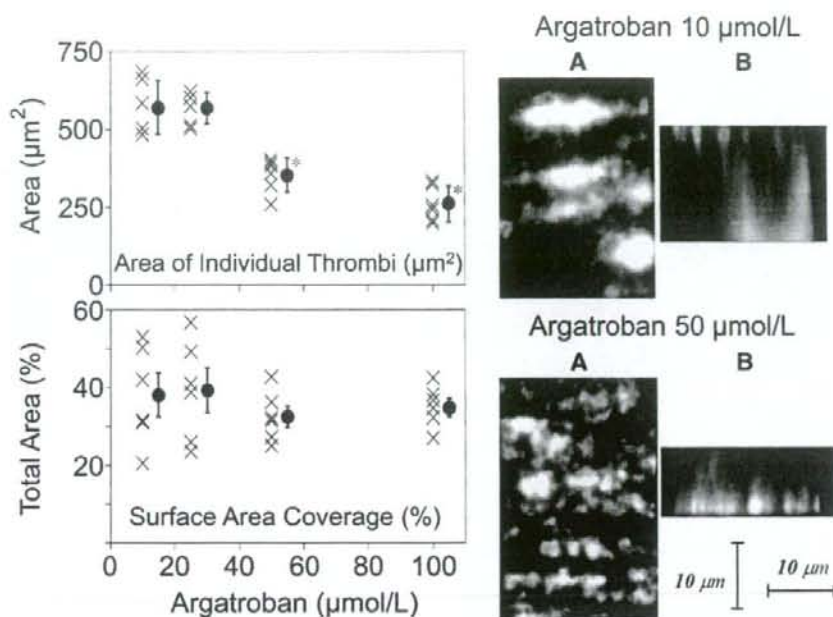 Area (µm²)
750
500
250
0
*
*
Area of Individual Thrombi (µm²)
Total Area (%)
60
40
20
Surface Area Coverage (%)
0 20 40 60 80 100
Argatroban (µmol/L)
Argatroban 10 µmol/L
A B
Argatroban 50 µmol/L
A B
10 µm
10 µm